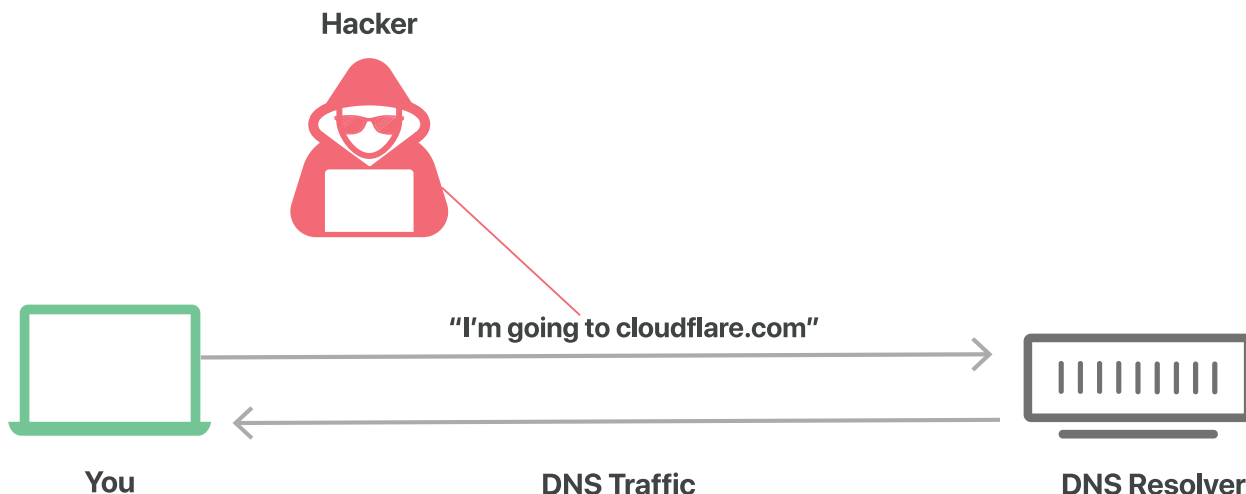 Hacker
“I’m going to cloudflare.com”
You
DNS Traffic
DNS Resolver